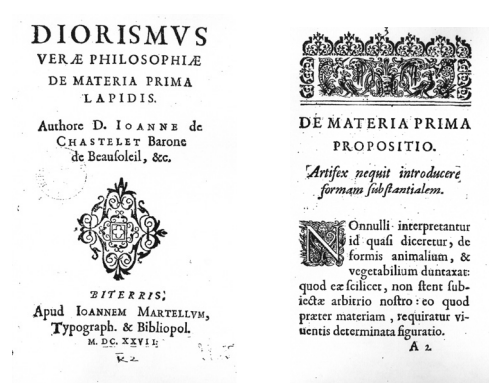 DIORISMVS
VERÆ PHILOSOPHIÆ
DE MATERIA PRIMA
LAPIDIS.
Authore D. IOANNE de
CHASTELET Barone
de Beauſoleil, &c.
BITERRIS,
Apud IOANNEM MARTELLVM,
Typograph. & Bibliopol.
M. DC. XXVII.
3
DE MATERIA PRIMA
PROPOSITIO.
Artifex nequit introducere
formam ſubſtantialem.
NOnnulli interpretantur
id quaſi diceretur, de
formis animalium, &
vegetabilium duntaxat:
quod eæ ſcilicet, non ſtent ſub-
iectæ arbitrio noſtro: eo quod
præter materiam, requiratur vi-
uentis determinata figuratio.
A 2